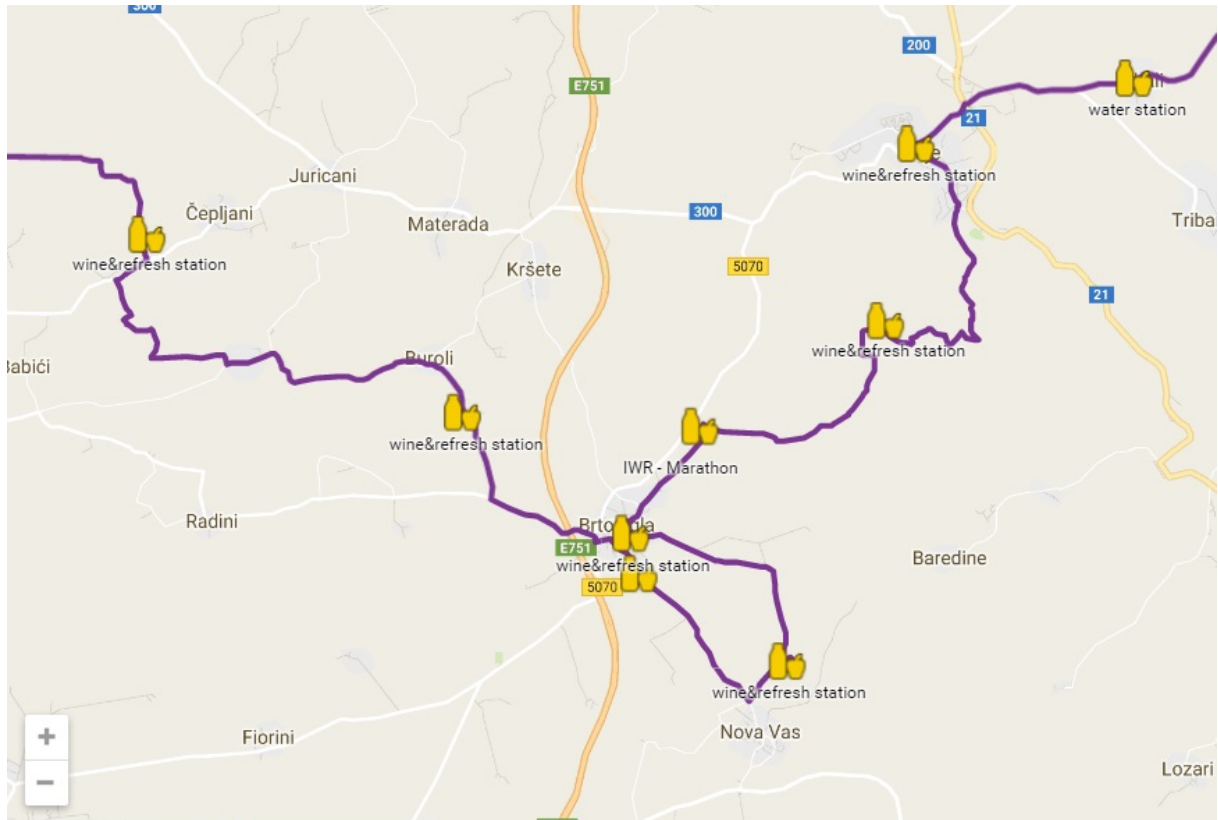 300
200
E751
21
water station
wine&refresh station
Juricani
Čepljani
Materada
300
Triba
wine&refresh station
Kršete
5070
21
wine&refresh station
Babići
Buroli
wine&refresh station
IWR - Marathon
Radini
E751
Baredine
wine&refresh station
5070
wine&refresh station
Nova Vas
Fiorini
Lozari
+
−